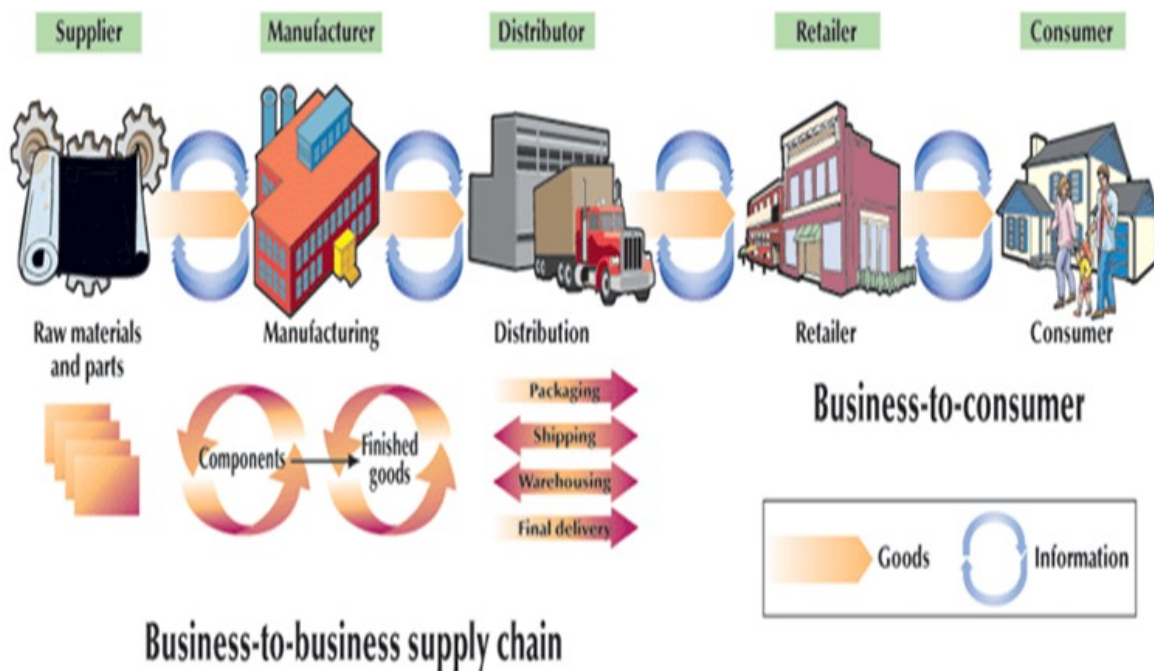 Supplier
Manufacturer
Distributor
Retailer
Consumer
Raw materials
and parts
Manufacturing
Distribution
Retailer
Consumer
Components
Finished
goods
Packaging
Shipping
Warehousing
Final delivery
Business-to-consumer
Goods
Information
Business-to-business supply chain